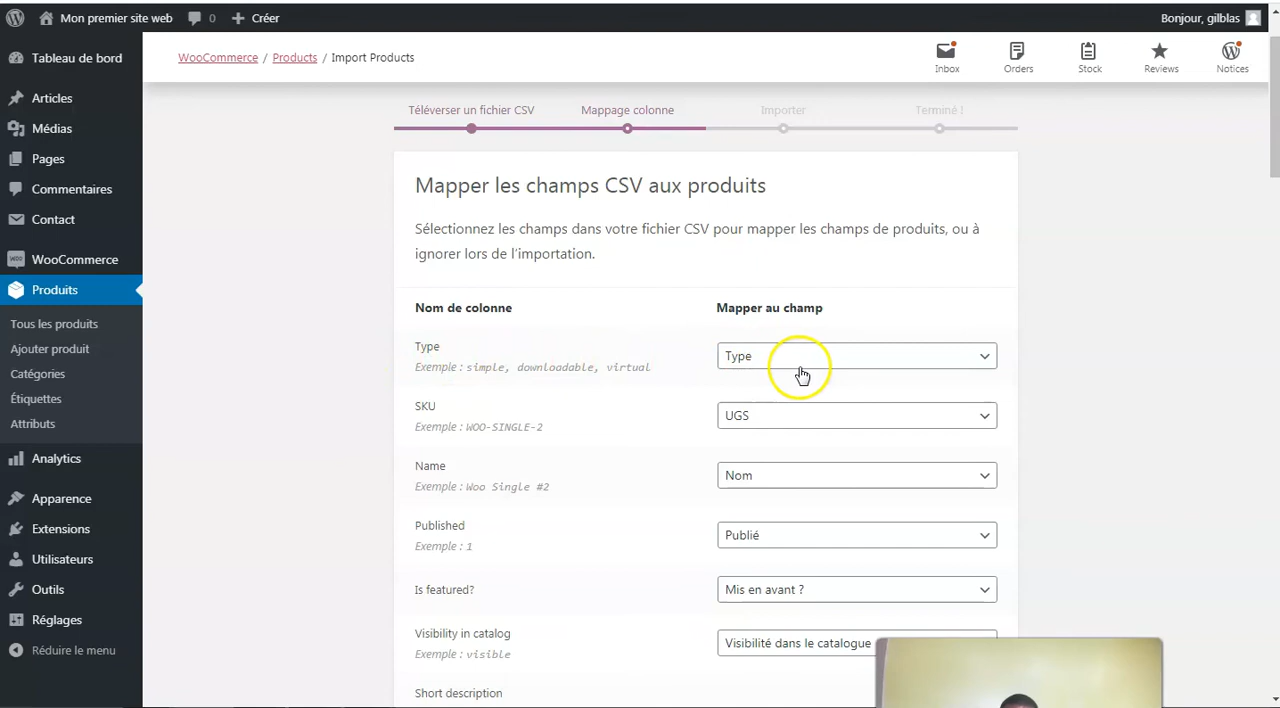 Mon premier site web
0
Créer
Bonjour, gilblas
Tableau de bord
Articles
Médias
Pages
Commentaires
Contact
WooCommerce
Produits
Tous les produits
Ajouter produit
Catégories
Étiquettes
Attributs
Analytics
Apparence
Extensions
Utilisateurs
Outils
Réglages
Réduire le menu
WooCommerce / Products / Import Products
Inbox
Orders
Stock
Reviews
Notices
Téléverser un fichier CSV
Mappage colonne
Importer
Terminé !
Mapper les champs CSV aux produits
Sélectionnez les champs dans votre fichier CSV pour mapper les champs de produits, ou à
ignorer lors de l'importation.
Nom de colonne
Mapper au champ
Type
Exemple : simple, downloadable, virtual
Type
SKU
Exemple : WOO-SINGLE-2
UGS
Name
Exemple : Woo Single #2
Nom
Published
Exemple : 1
Publié
Is featured?
Mis en avant ?
Visibility in catalog
Exemple : visible
Visibilité dans le catalogue
Short description